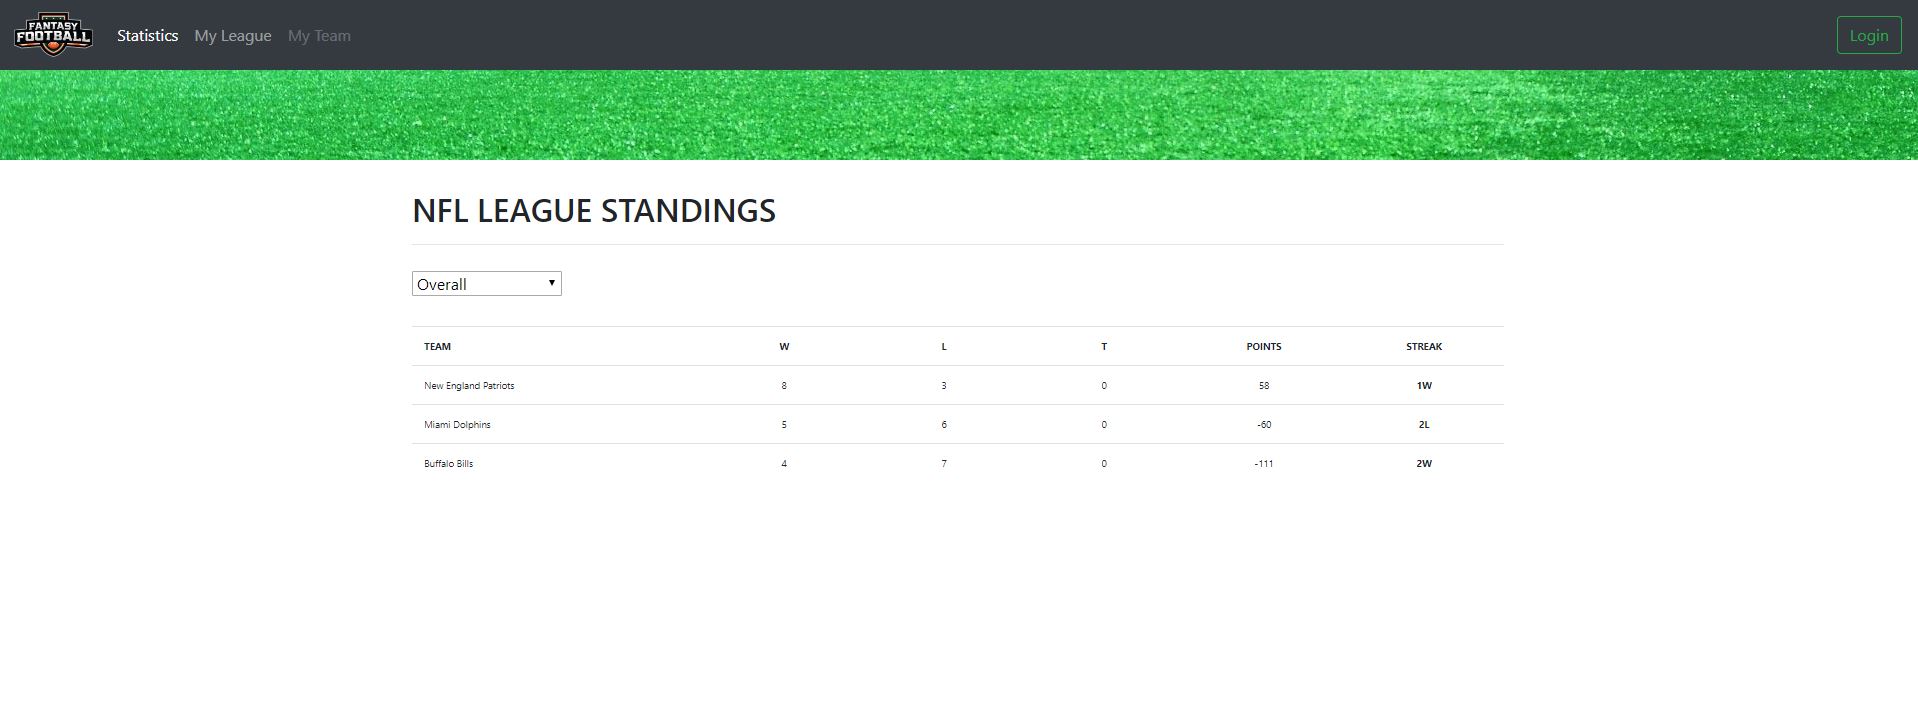 FANTASY
FOOTBALL
Statistics My League My Team Login
NFL LEAGUE STANDINGS
Overall
TEAM W L T POINTS STREAK
New England Patriots 8 3 0 58 1W
Miami Dolphins 5 6 0 -60 2L
Buffalo Bills 4 7 0 -111 2W